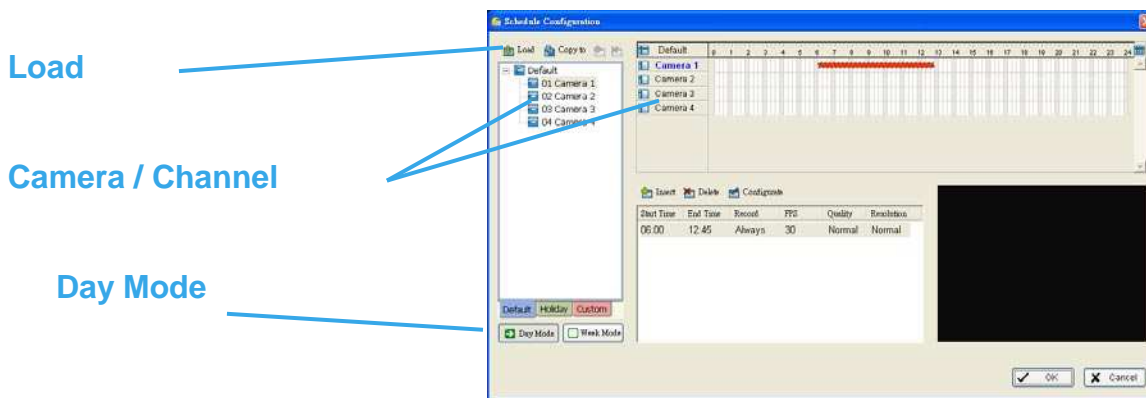 Schedule Configuration
Load
Load Copy to
Default 0 1 2 3 4 5 6 7 8 9 10 11 12 13 14 15 16 17 18 19 20 21 22 23 24
Camera 1
Camera 2
Camera 3
Camera 4
Default
01 Camera 1
02 Camera 2
03 Camera 3
04 Camera 4
Camera / Channel
Insert Delete Configurate
Start Time End Time Record FPS Quality Resolution
06:00 12:45 Always 30 Normal Normal
Day Mode
Default Holiday Custom
Day Mode Week Mode
OK Cancel